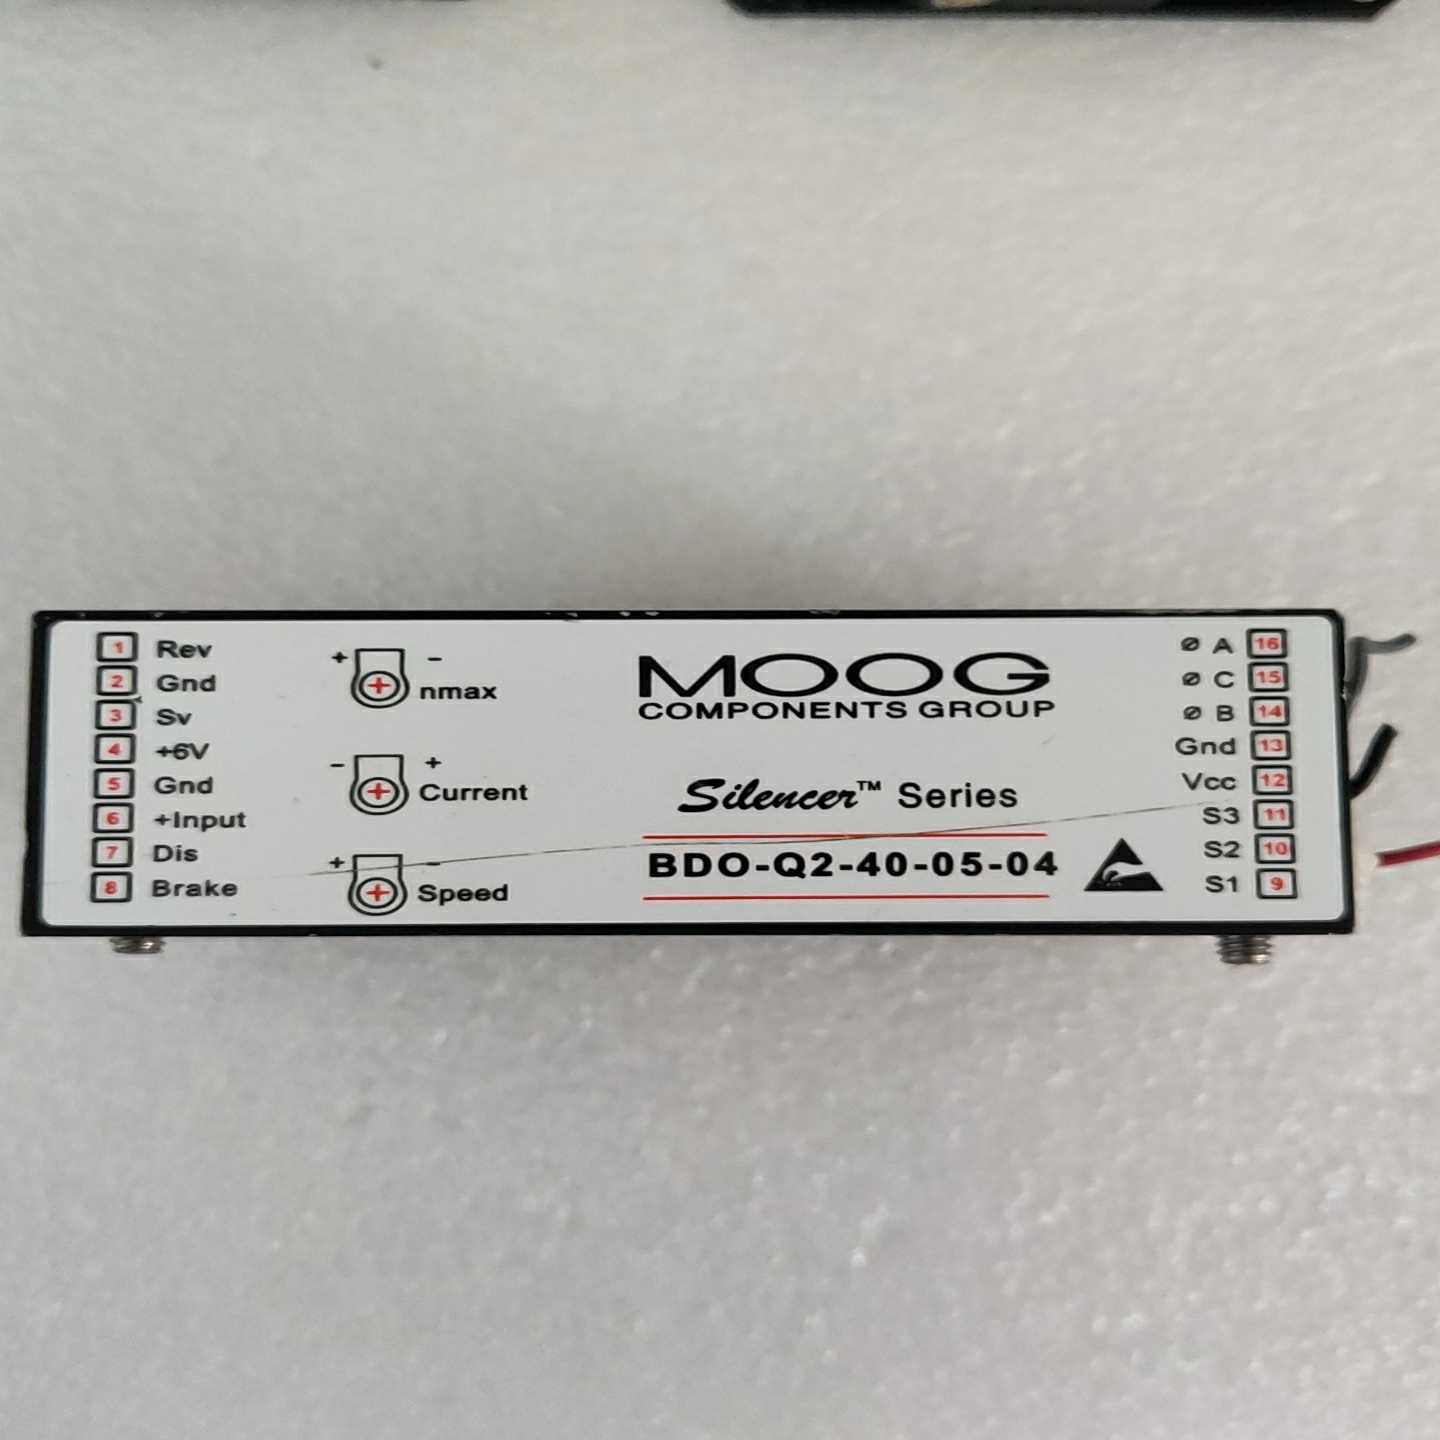 1 Rev
2 Gnd
3 Sv
4 +6V
5 Gnd
6 +Input
7 Dis
8 Brake
+ -
nmax
- +
Current
+ -
Speed
MOOG
COMPONENTS GROUP
Silencer™ Series
BDO-Q2-40-05-04
ø A 16
ø C 15
ø B 14
Gnd 13
Vcc 12
S3 11
S2 10
S1 9